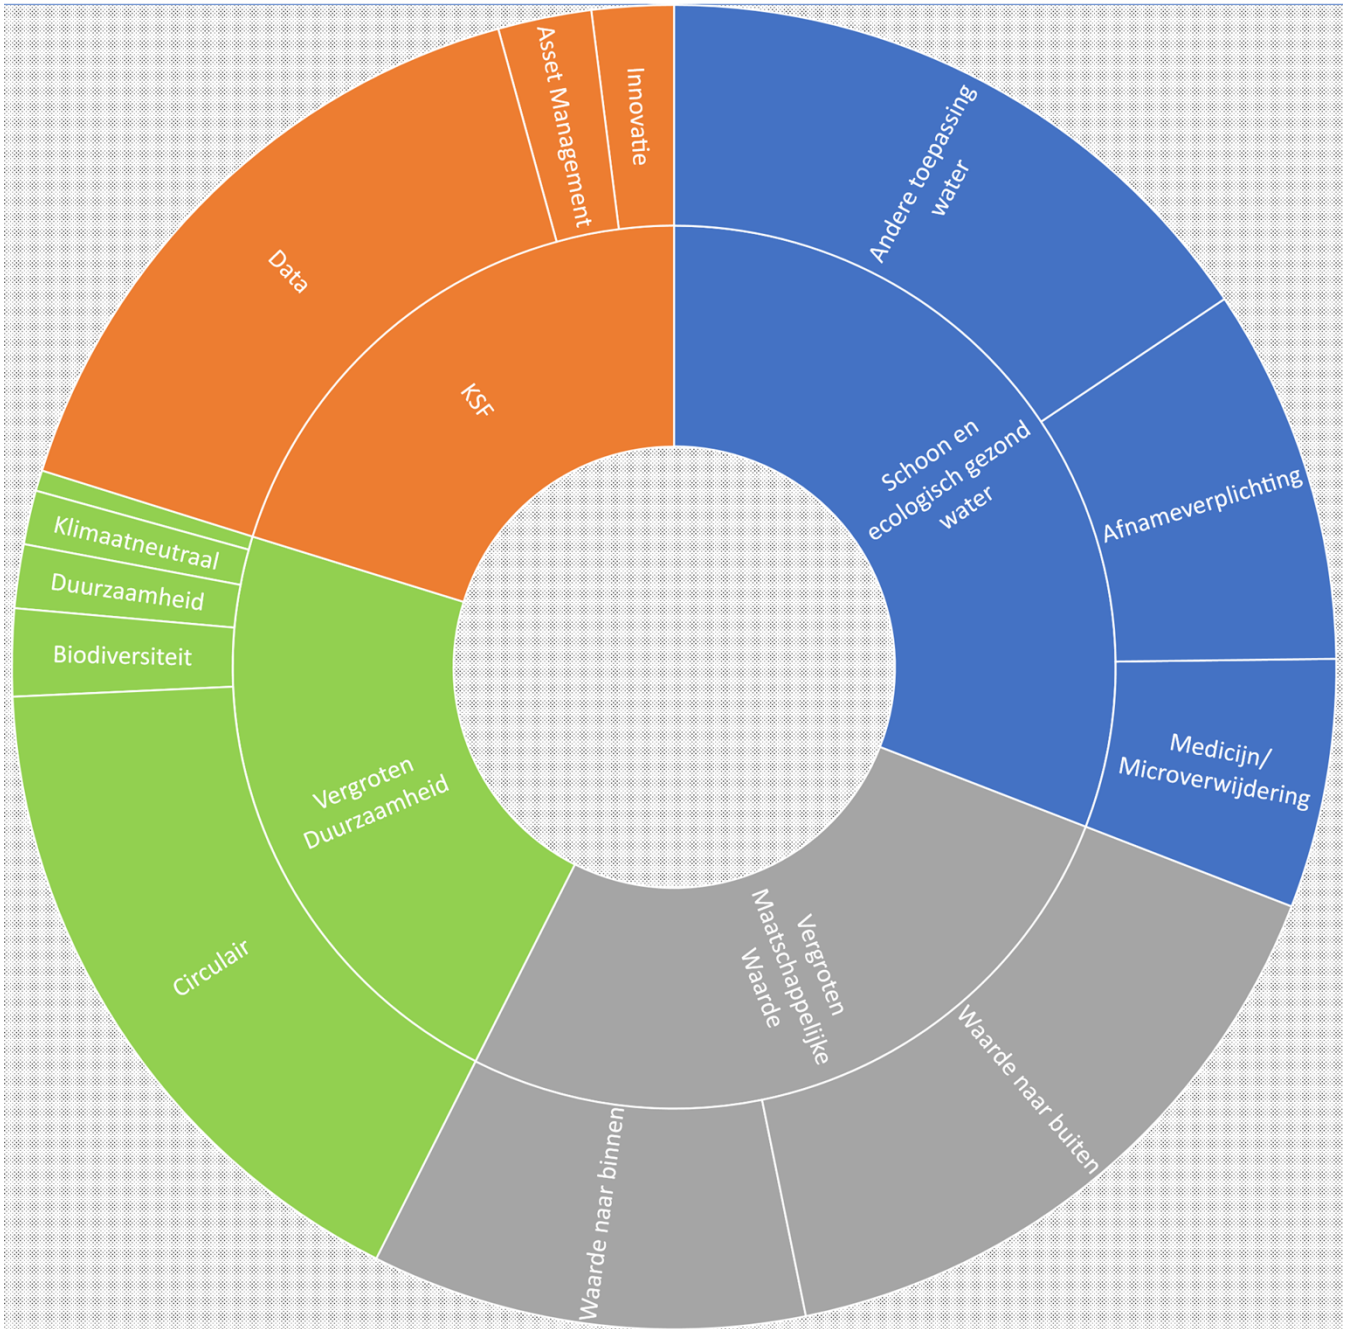 Innovatie
Asset Management
Data
KSF
Andere toepassing
water
Schoon en
ecologisch gezond
water
Afnameverplichting
Medicijn/
Microverwijdering
Klimaatneutraal
Duurzaamheid
Biodiversiteit
Vergroten
Duurzaamheid
Circulair
Vergroten
Maatschappelijke
Waarde
Waarde naar buiten
Waarde naar binnen